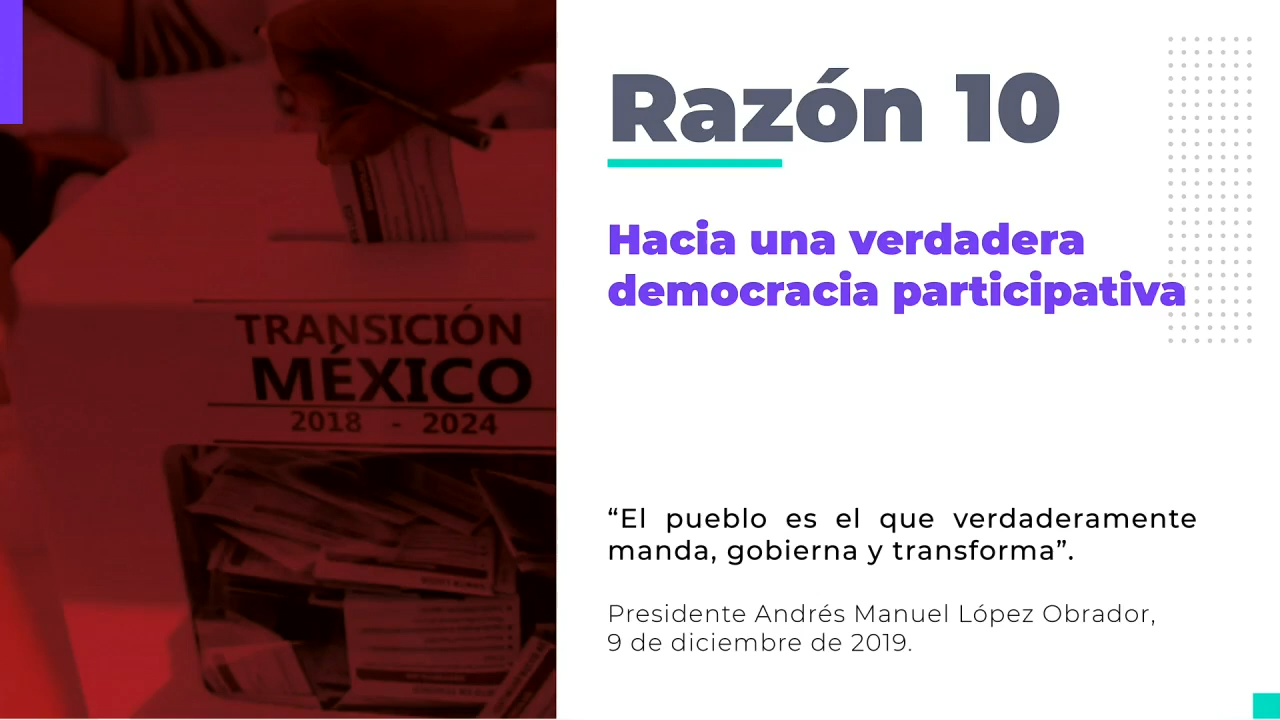 Razón 10
Hacia una verdadera
democracia participativa
“El pueblo es el que verdaderamente
manda, gobierna y transforma”.
Presidente Andrés Manuel López Obrador,
9 de diciembre de 2019.
TRANSICIÓN
MÉXICO
2018 - 2024